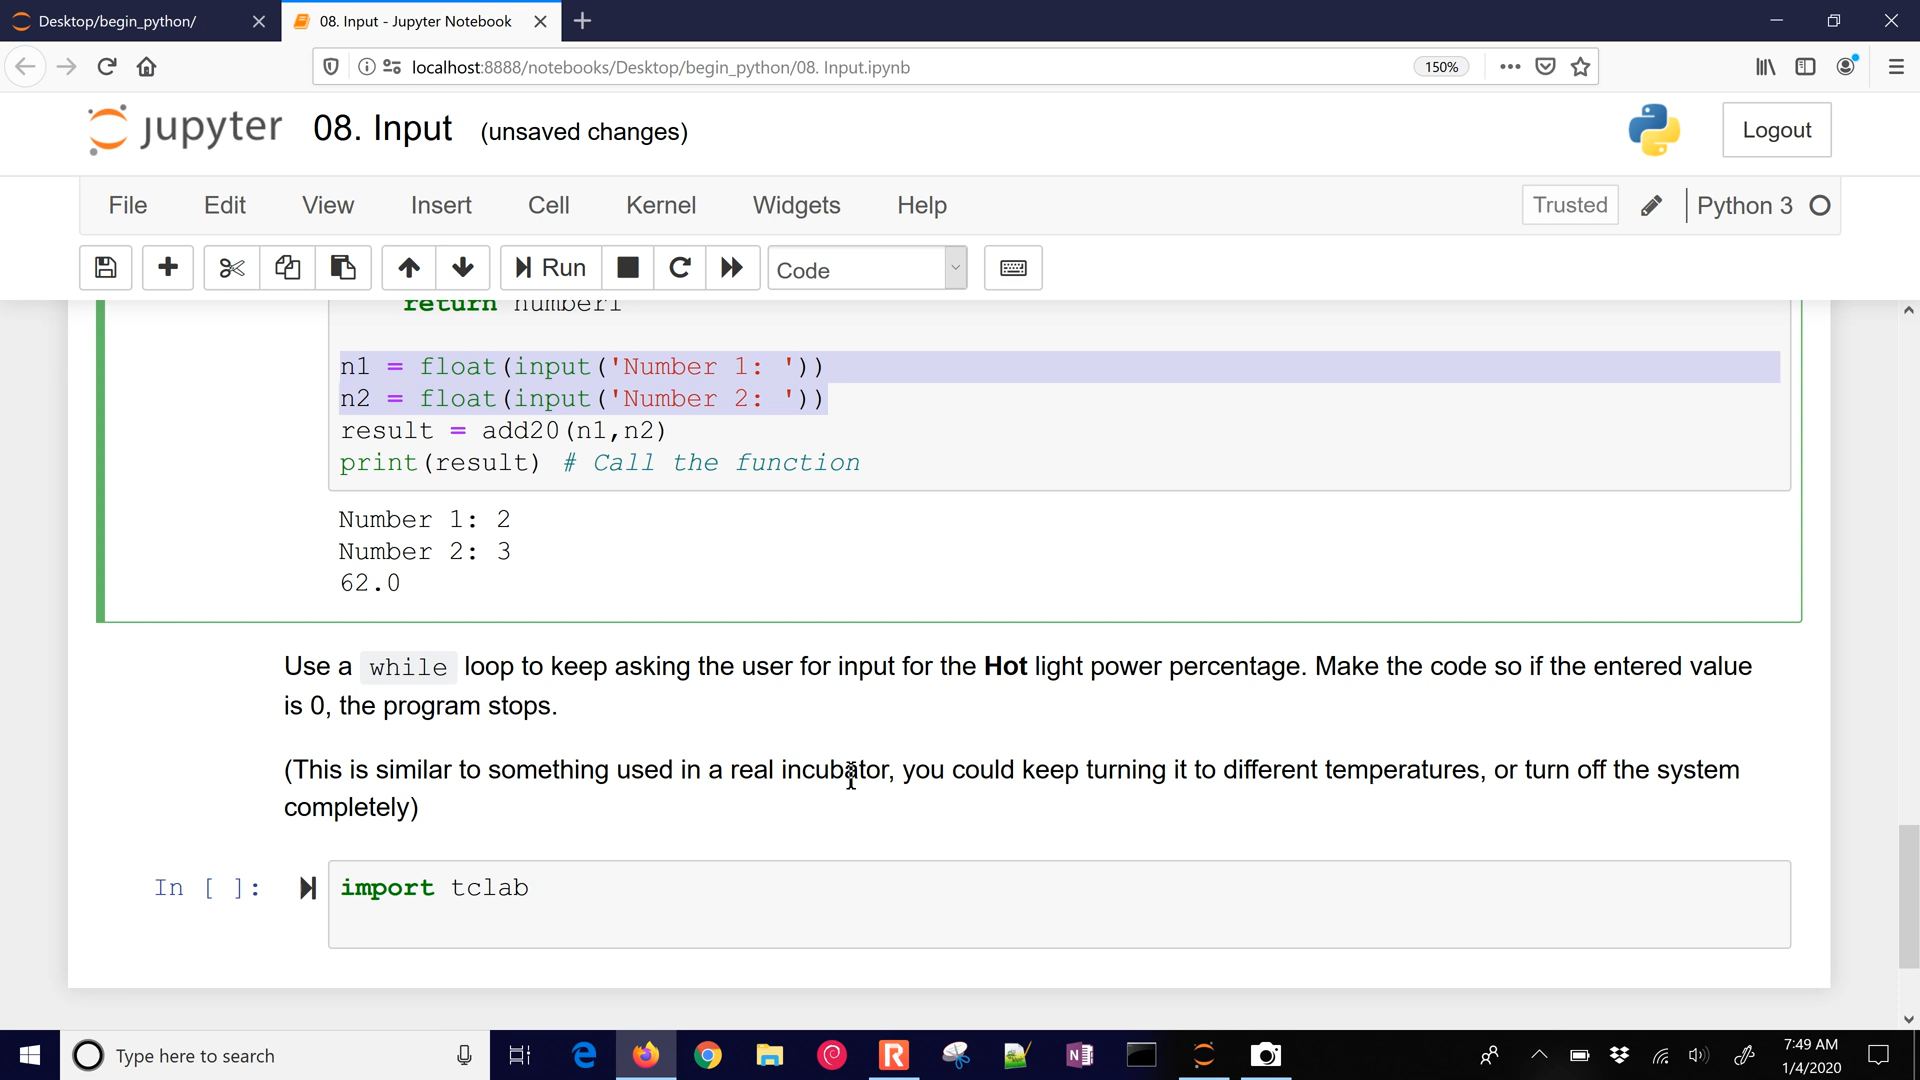 Desktop/begin_python/
08. Input - Jupyter Notebook
localhost:8888/notebooks/Desktop/begin_python/08. Input.ipynb
150%
jupyter
08. Input
(unsaved changes)
Logout
File
Edit
View
Insert
Cell
Kernel
Widgets
Help
Trusted
Python 3
Run
Code
return number1
n1 = float(input('Number 1: '))
n2 = float(input('Number 2: '))
result = add20(n1,n2)
print(result) # Call the function
Number 1: 2
Number 2: 3
62.0
Use a while loop to keep asking the user for input for the Hot light power percentage. Make the code so if the entered value
is 0, the program stops.
(This is similar to something used in a real incubator, you could keep turning it to different temperatures, or turn off the system
completely)
In [ ]:
import tclab
Type here to search
7:49 AM
1/4/2020